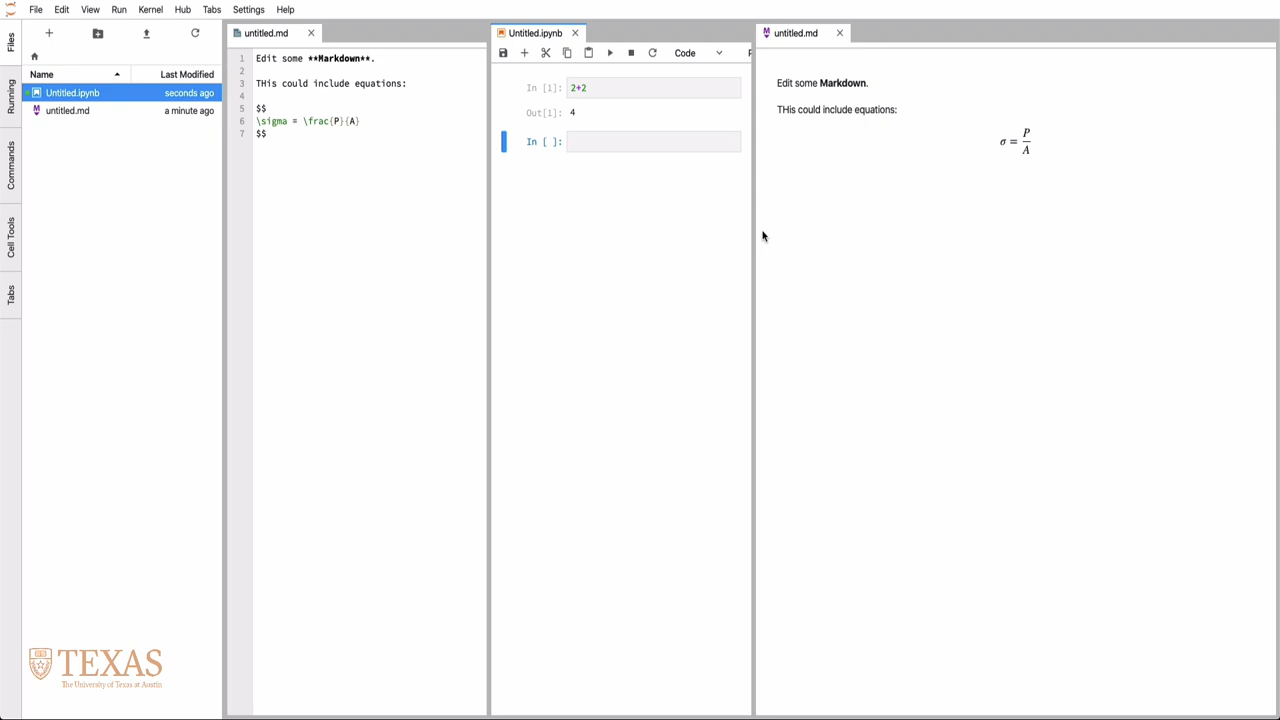 File Edit View Run Kernel Hub Tabs Settings Help
Files
Running
Commands
Cell Tools
Tabs
Name Last Modified
Untitled.ipynb seconds ago
untitled.md a minute ago
TEXAS
The University of Texas at Austin
untitled.md
1 Edit some **Markdown**.
2
3 THis could include equations:
4
5 $$
6 \sigma = \frac{P}{A}
7 $$
Untitled.ipynb
Code
In [1]: 2+2
Out[1]: 4
In [ ]:
untitled.md
Edit some Markdown.
THis could include equations:
σ = P/A